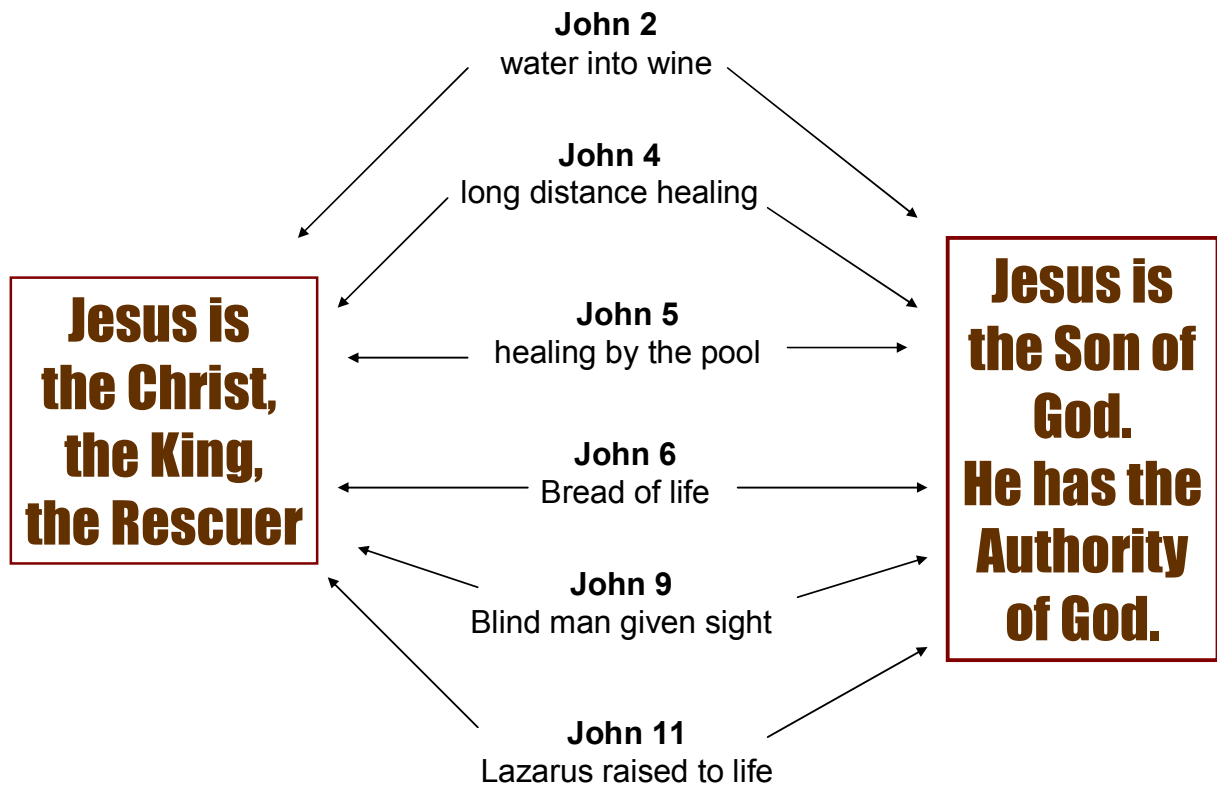 John 2
water into wine
John 4
long distance healing
Jesus is
the Christ,
the King,
the Rescuer
John 5
healing by the pool
John 6
Bread of life
John 9
Blind man given sight
John 11
Lazarus raised to life
Jesus is
the Son of
God.
He has the
Authority
of God.